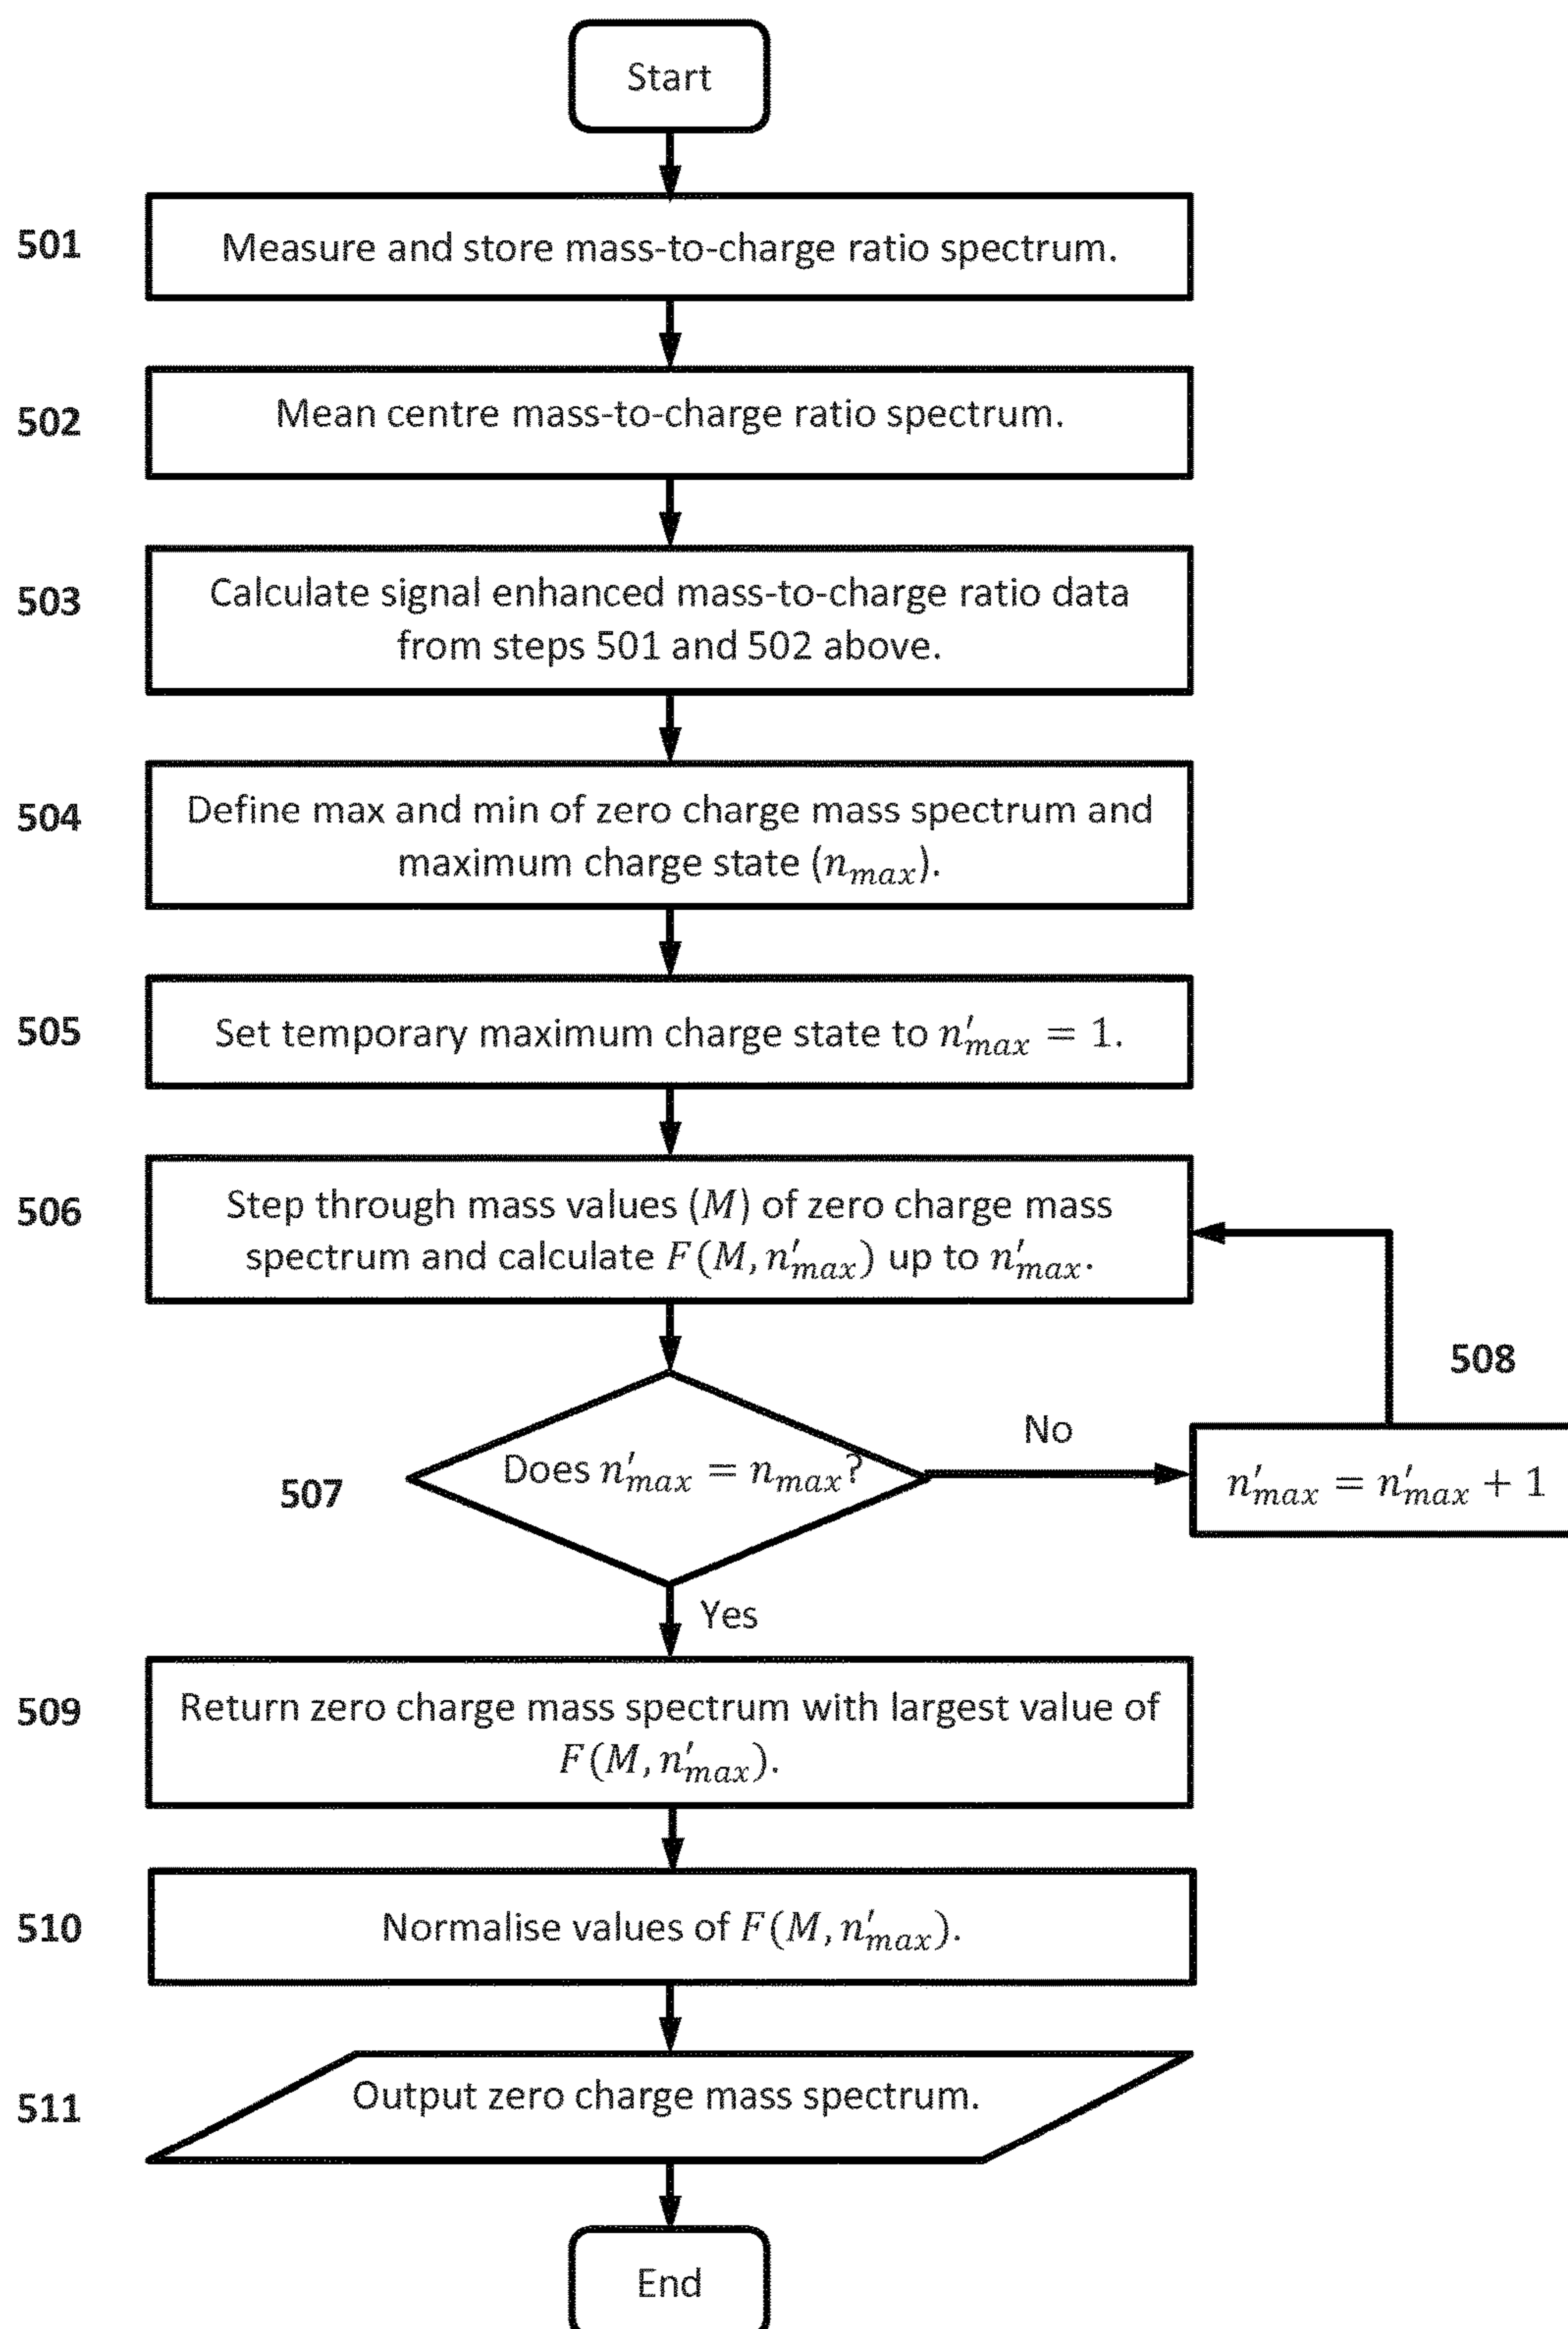 Start
501
Measure and store mass-to-charge ratio spectrum.
502
Mean centre mass-to-charge ratio spectrum.
503
Calculate signal enhanced mass-to-charge ratio data
from steps 501 and 502 above.
504
Define max and min of zero charge mass spectrum and
maximum charge state (n_max).
505
Set temporary maximum charge state to n'_max = 1.
506
Step through mass values (M) of zero charge mass
spectrum and calculate F(M, n'_max) up to n'_max.
507
Does n'_max = n_max?
No
508
n'_max = n'_max + 1
Yes
509
Return zero charge mass spectrum with largest value of
F(M, n'_max).
510
Normalise values of F(M, n'_max).
511
Output zero charge mass spectrum.
End